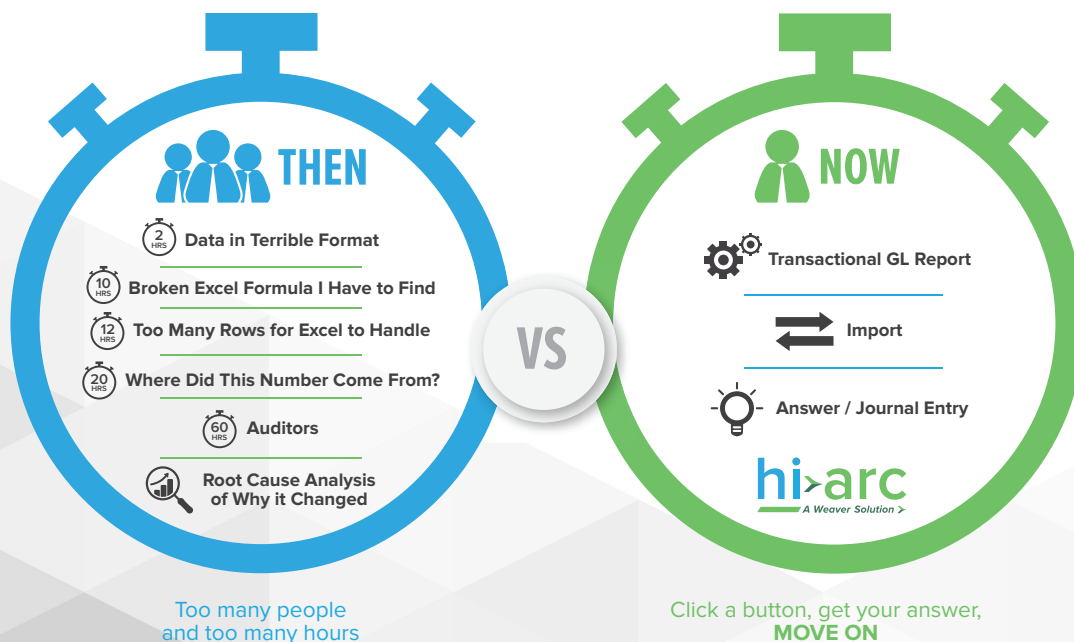 THEN
2
HRS
Data in Terrible Format
10
HRS
Broken Excel Formula I Have to Find
12
HRS
Too Many Rows for Excel to Handle
20
HRS
Where Did This Number Come From?
60
HRS
Auditors
Root Cause Analysis
of Why it Changed
Too many people
and too many hours
VS
NOW
Transactional GL Report
Import
Answer / Journal Entry
hi arc
A Weaver Solution
Click a button, get your answer,
MOVE ON